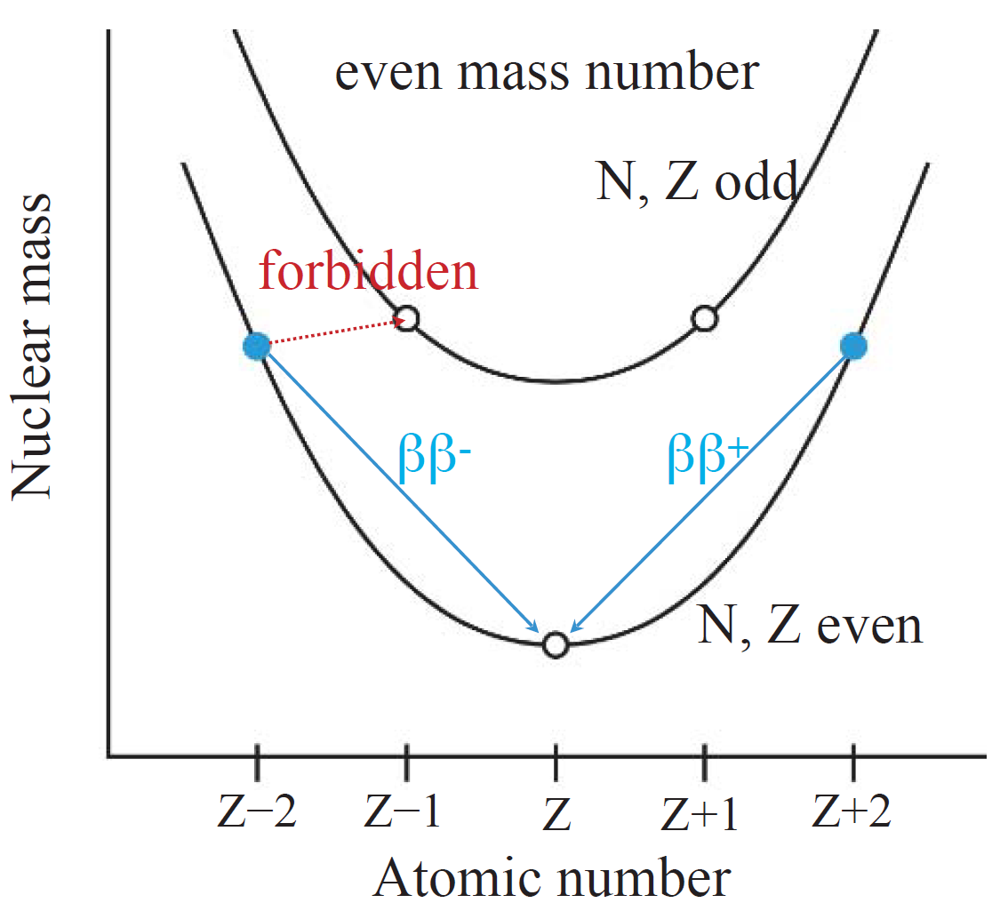 even mass number
N, Z odd
forbidden
Nuclear mass
ββ-
ββ+
N, Z even
Z−2
Z−1
Z
Z+1
Z+2
Atomic number